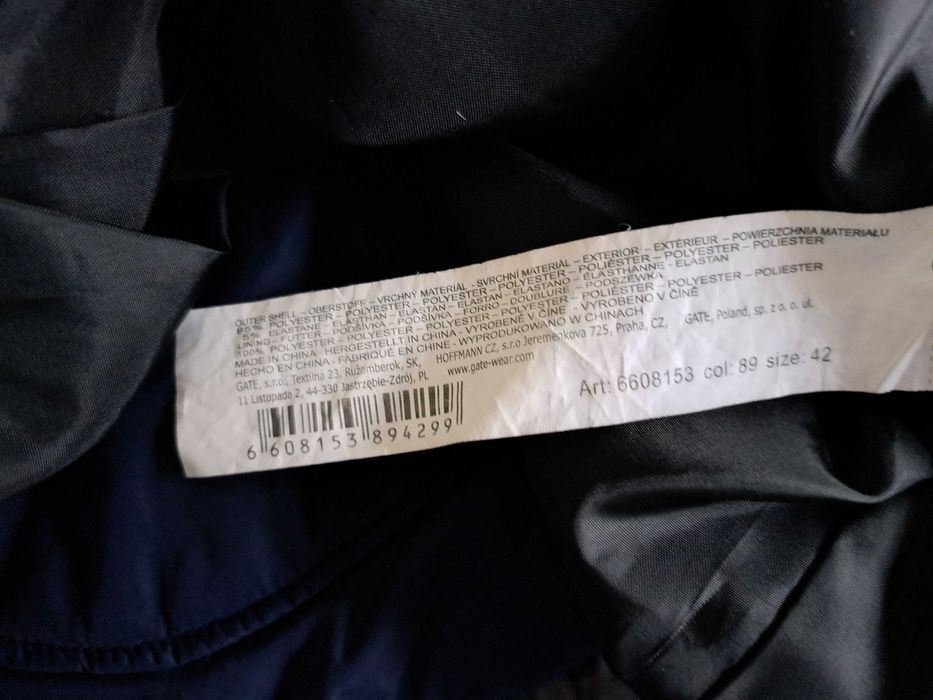 OUTER SHELL - OBERSTOFF - VRCHNÝ MATERIÁL - SVRCHNÍ MATERIÁL - EXTERIOR - EXTÉRIEUR - POWIERZCHNIA MATERIAŁU
95% POLYESTER - POLYESTER - POLYESTER - POLYESTER - POLIÉSTER - POLYESTER - POLIESTER
5% ELASTANE - ELASTHAN - ELASTAN - ELASTAN - ELASTANO - ÉLASTHANNE - ELASTAN
LINING - FUTTER - PODŠÍVKA - PODŠÍVKA - FORRO - DOUBLURE - PODSZEWKA
100% POLYESTER - POLYESTER - POLYESTER - POLYESTER - POLIÉSTER - POLYESTER - POLIESTER
MADE IN CHINA - HERGESTELLT IN CHINA - VYROBENÉ V ČÍNE - VYROBENO V ČÍNĚ
HECHO EN CHINA - FABRIQUÉ EN CHINE - WYPRODUKOWANO W CHINACH
GATE, s.r.o., Textilná 23, Ružomberok, SK, HOFFMANN CZ, s.r.o Jeremenkova 725, Praha, CZ, GATE, Poland, sp. z o. o. ul.
11 Listopada 2, 44-330 Jastrzębie-Zdrój, PL www.gate-wear.com
Art: 6608153 col: 89 size: 42
6 608153 894299